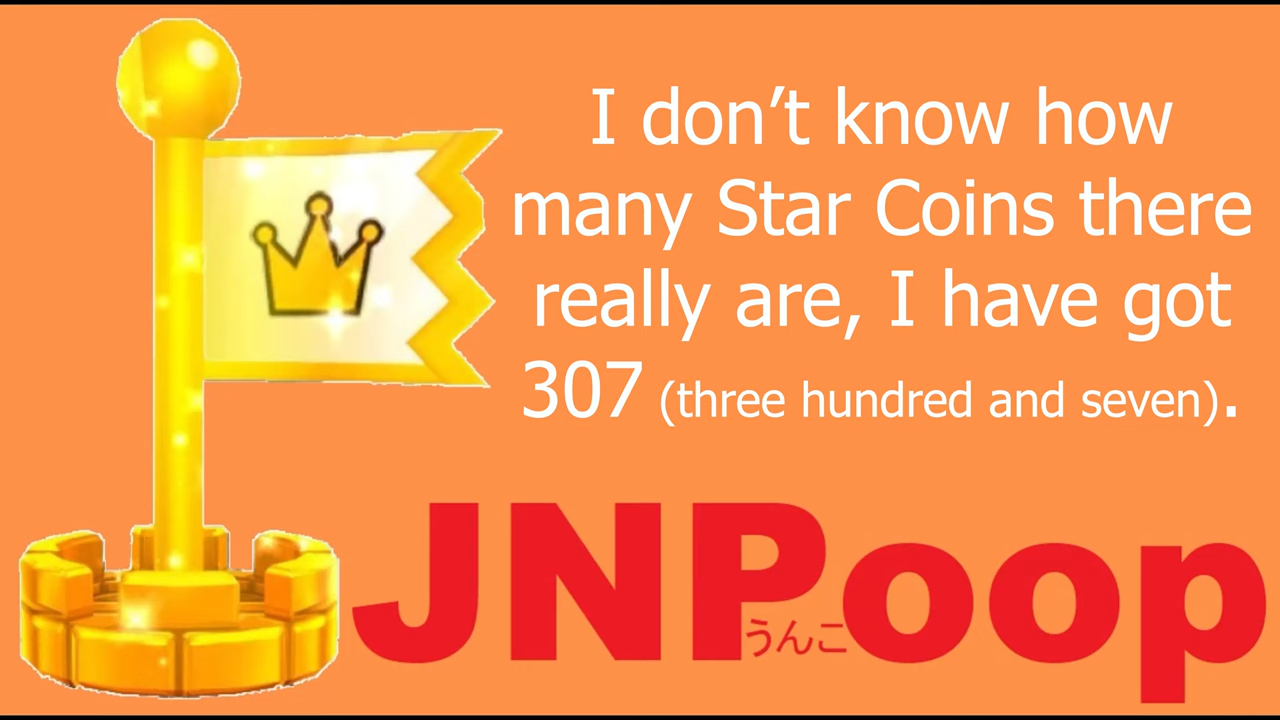 I don’t know how
many Star Coins there
really are, I have got
307 (three hundred and seven).
JNPoop
うんこ